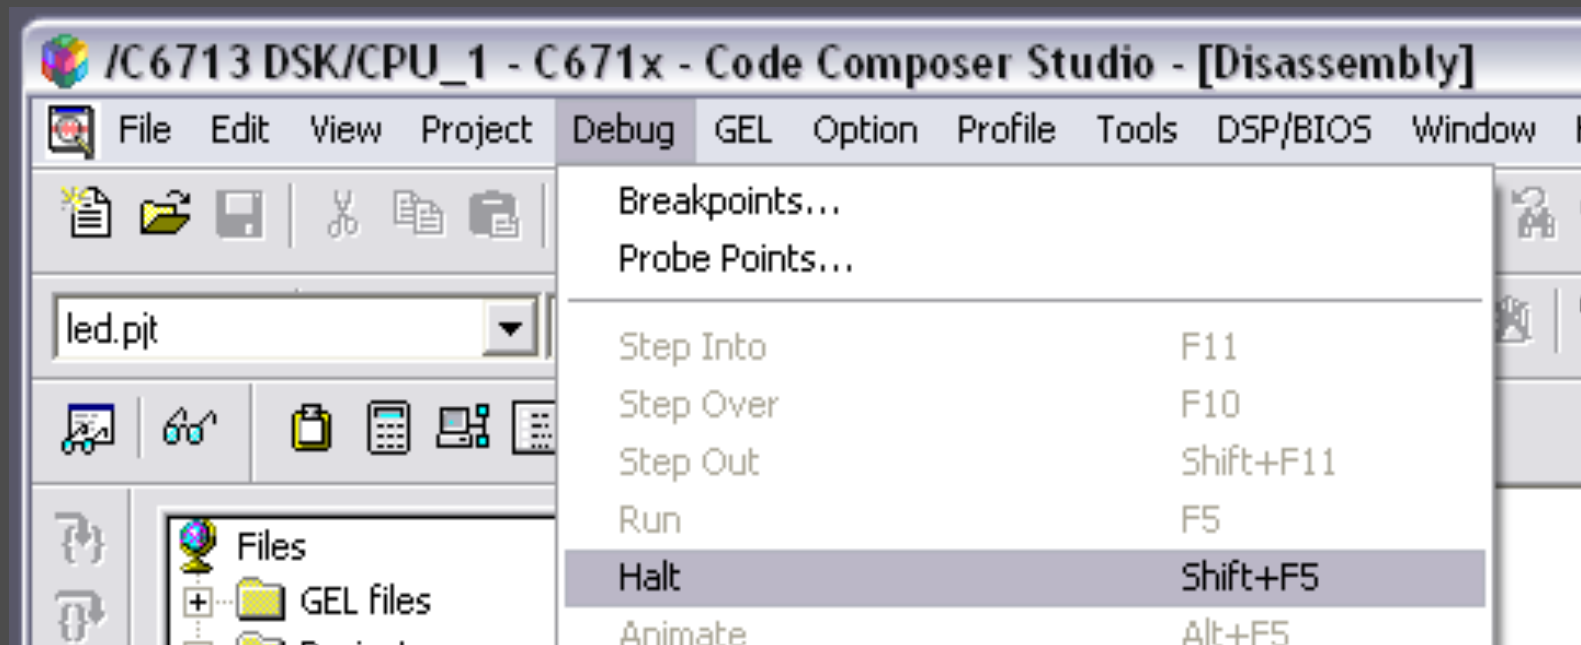 /C6713 DSK/CPU_1 - C671x - Code Composer Studio - [Disassembly]
File Edit View Project Debug GEL Option Profile Tools DSP/BIOS Window
Breakpoints...
Probe Points...
led.pjt
Step Into F11
Step Over F10
Step Out Shift+F11
Run F5
Files
Halt Shift+F5
GEL files
Animate Alt+F5